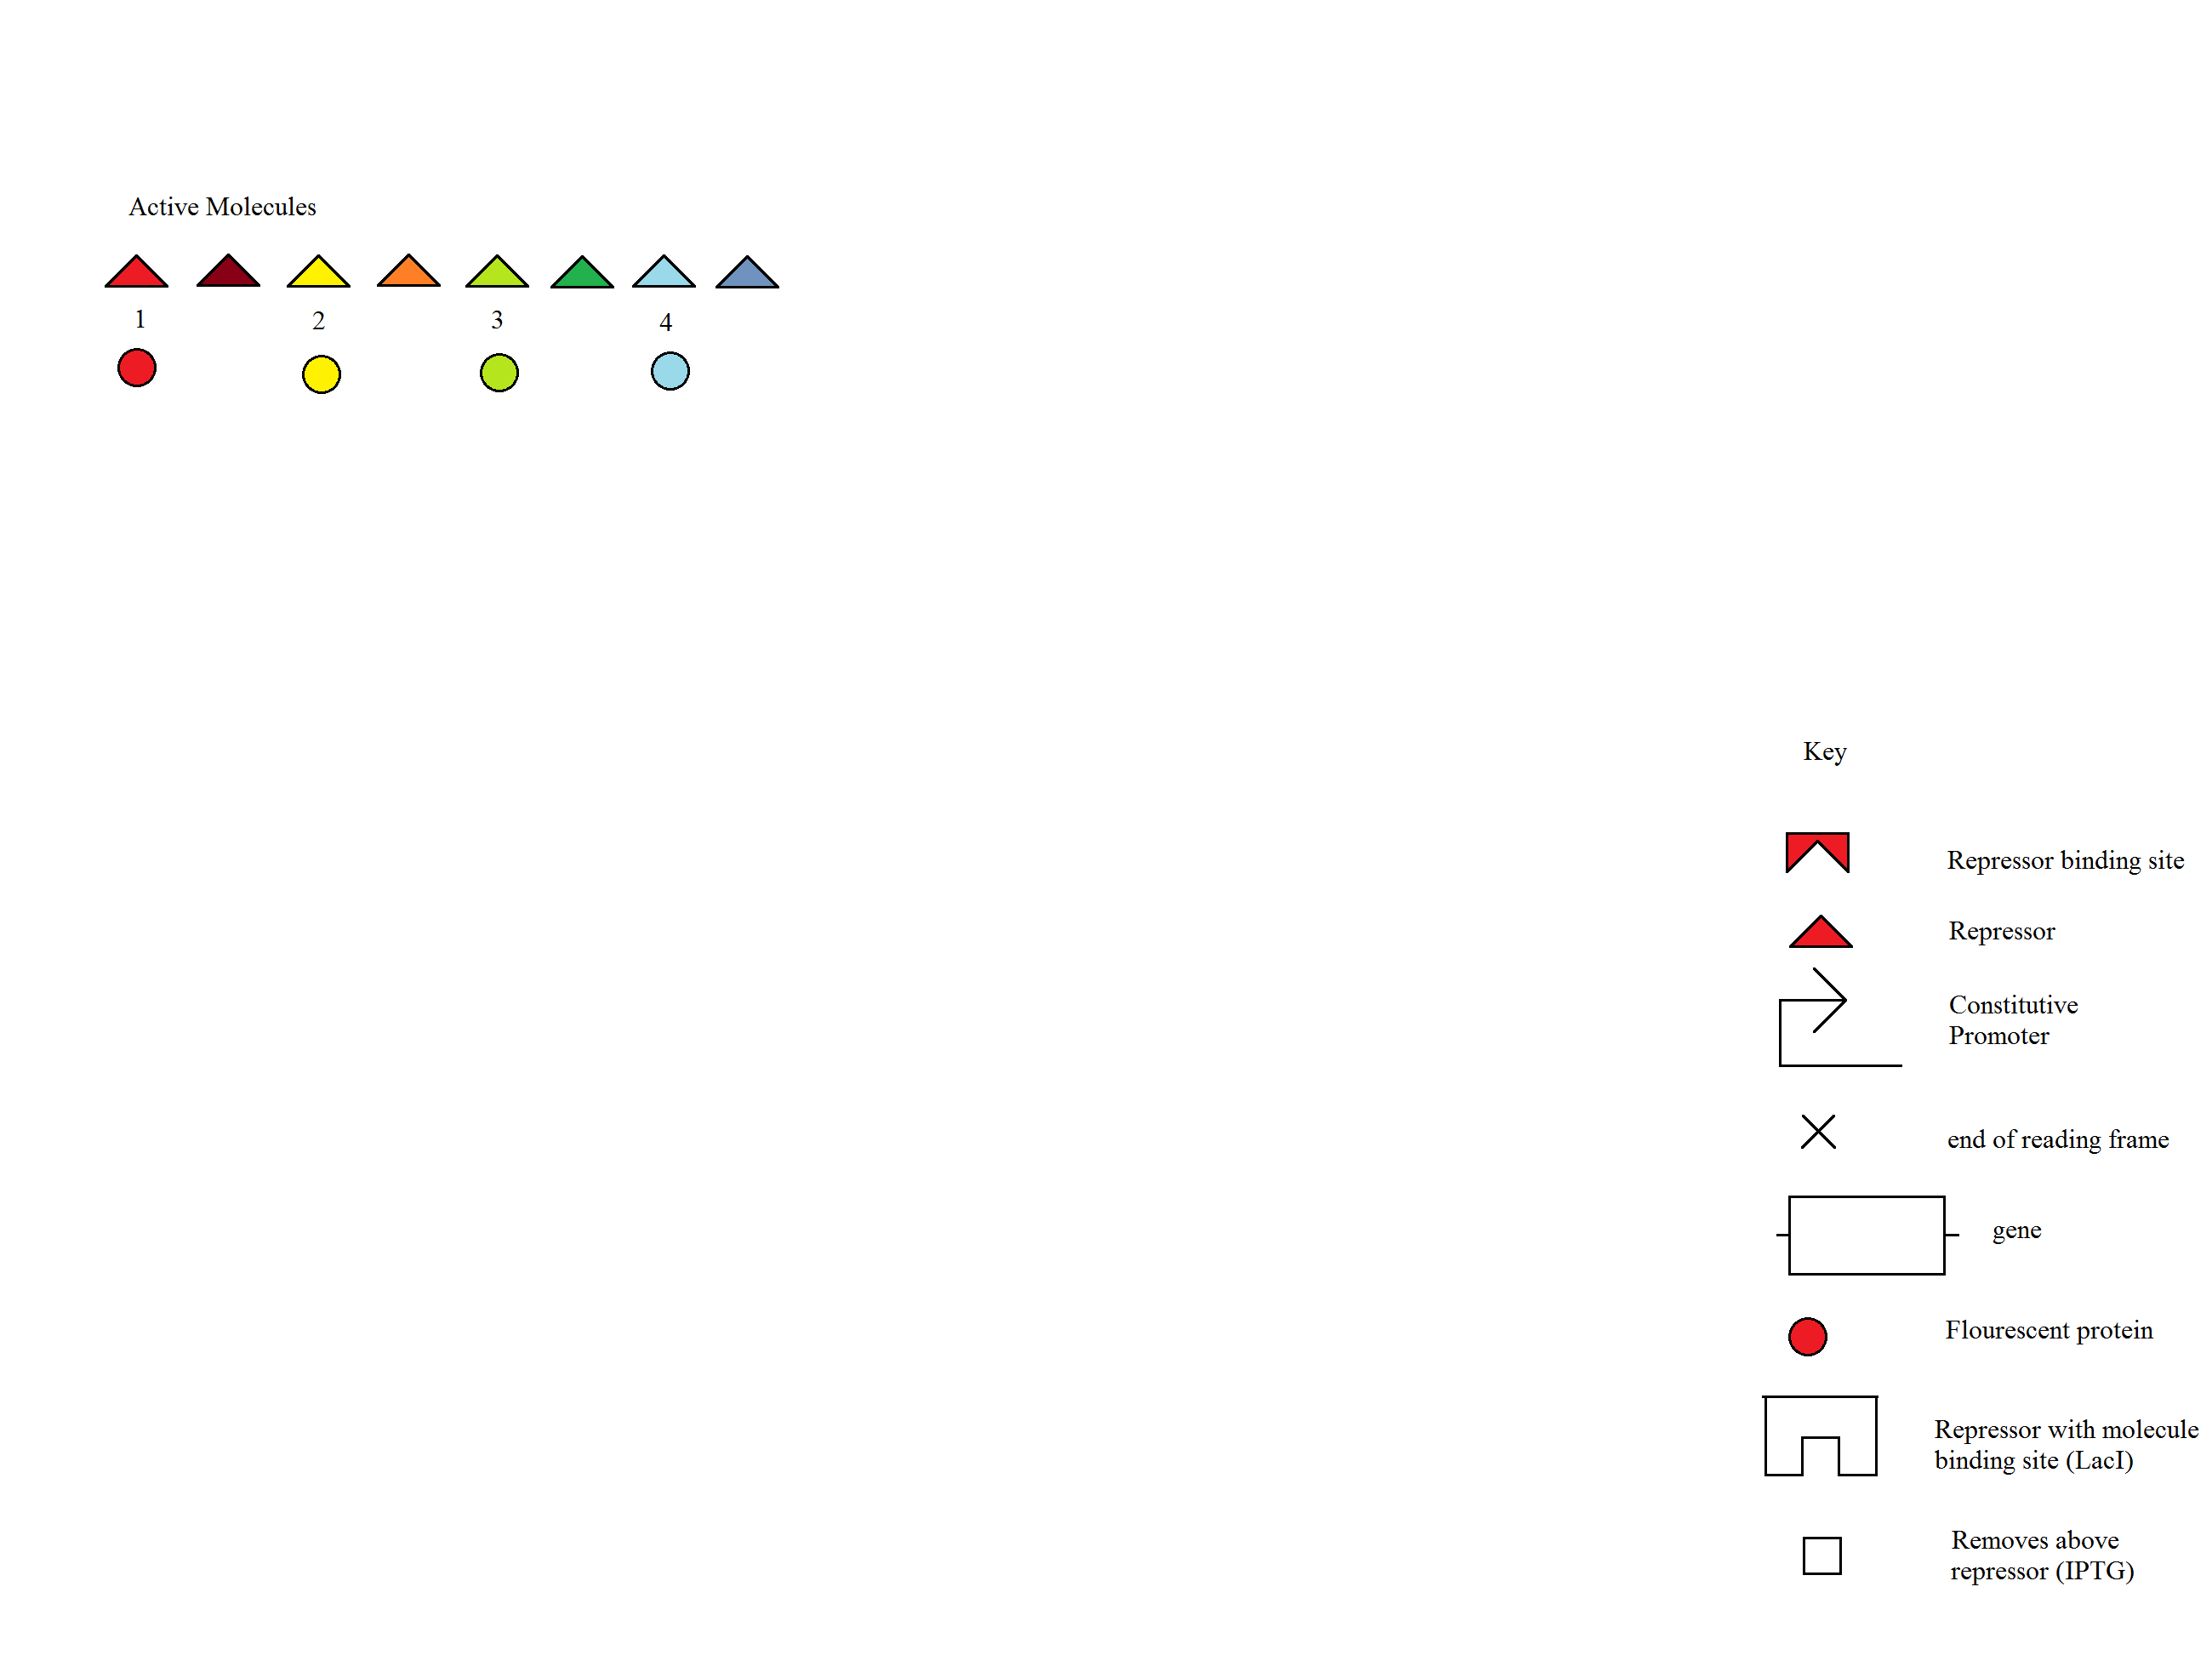 Active Molecules
1 2 3 4
Key
Repressor binding site
Repressor
Constitutive
Promoter
end of reading frame
gene
Flourescent protein
Repressor with molecule
binding site (LacI)
Removes above
repressor (IPTG)